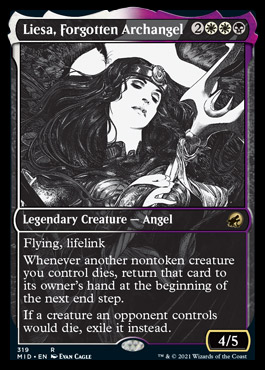 Liesa, Forgotten Archangel 2
Legendary Creature — Angel
Flying, lifelink
Whenever another nontoken creature
you control dies, return that card to
its owner's hand at the beginning of
the next end step.
If a creature an opponent controls
would die, exile it instead.
4/5
319 R
MID • EN Evan Cagle ™ & © 2021 Wizards of the Coast